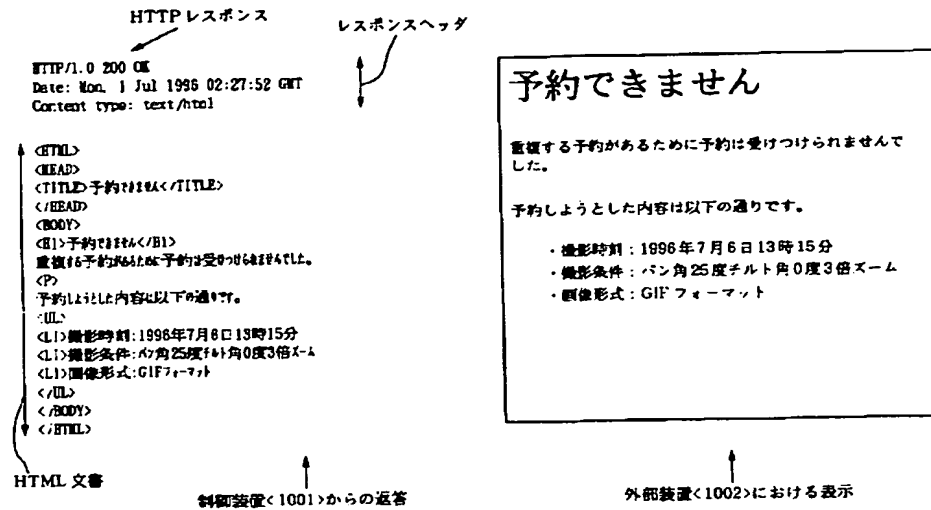 HTTPレスポンス
レスポンスヘッダ
HTTP/1.0 200 OK
Date: Mon, 1 Jul 1996 02:27:52 GMT
Content type: text/html
<HTML>
<HEAD>
<TITLE>予約できません</TITLE>
</HEAD>
<BODY>
<H1>予約できません</H1>
重複する予約があるために予約は受けつけられませんでした。
<P>
予約しようとした内容は以下の通りです。
<UL>
<LI>撮影時刻:1996年7月6日13時15分
<LI>撮影条件:パン角25度チルト角0度3倍ズーム
<LI>画像形式:GIFフォーマット
</UL>
</BODY>
</HTML>
HTML 文書
制御装置<1001>からの返答
予約できません
重複する予約があるために予約は受けつけられませんで
した。
予約しようとした内容は以下の通りです。
・撮影時刻:1996年7月6日13時15分
・撮影条件:パン角25度チルト角0度3倍ズーム
・画像形式:GIFフォーマット
外部装置<1002>における表示